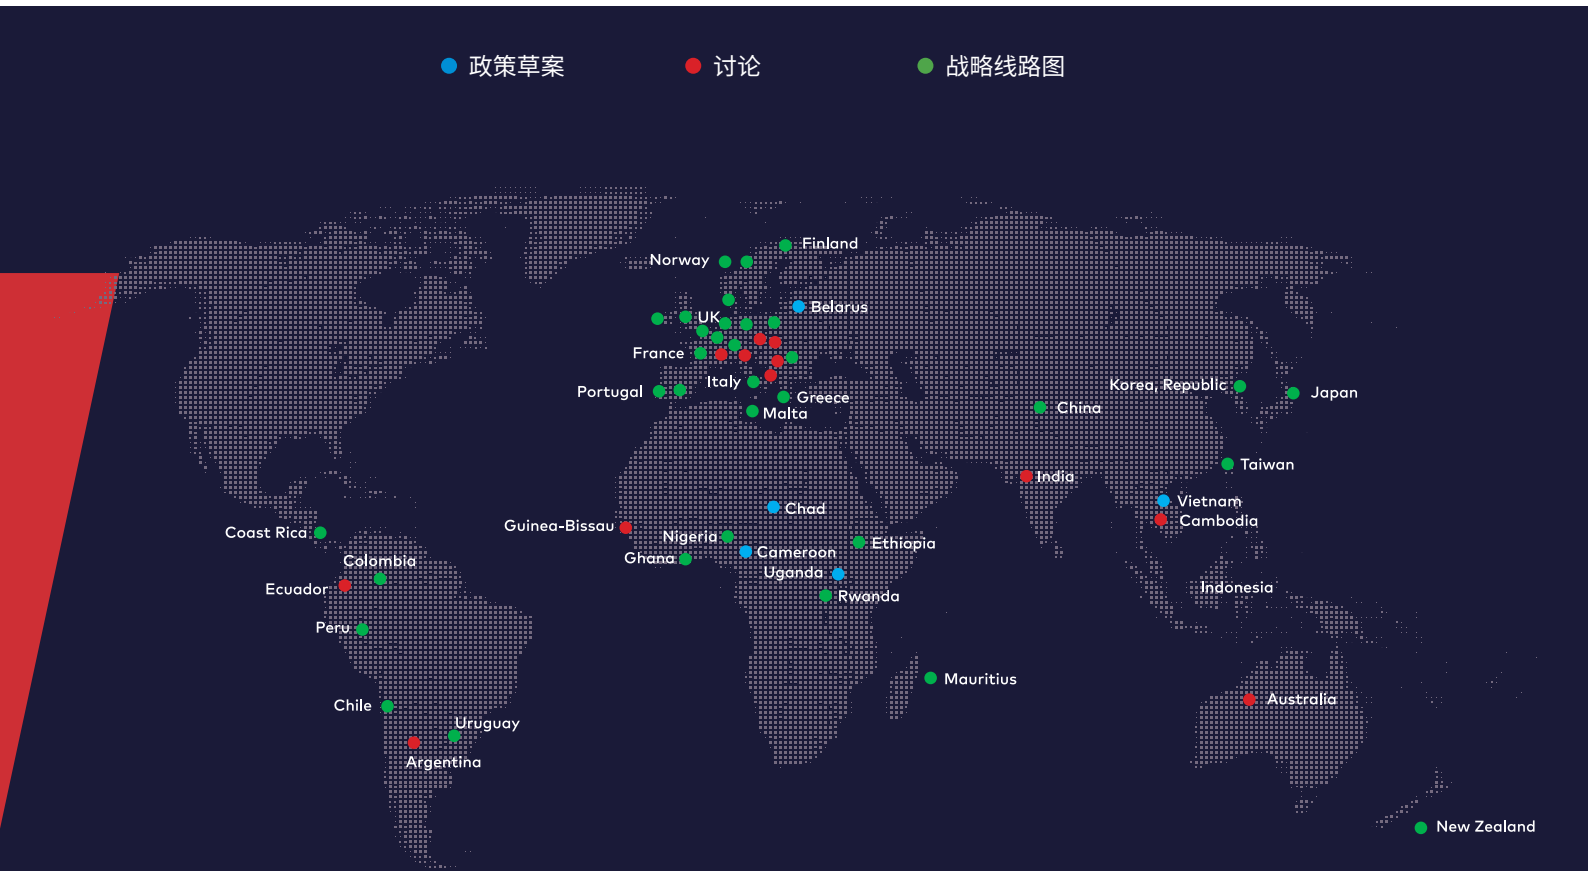 政策草案
讨论
战略线路图
Finland
Norway
Belarus
UK
France
Italy
Portugal
Greece
Malta
Korea, Republic
Japan
China
Taiwan
India
Vietnam
Cambodia
Chad
Guinea-Bissau
Nigeria
Ethiopia
Cameroon
Ghana
Uganda
Rwanda
Indonesia
Coast Rica
Colombia
Ecuador
Peru
Mauritius
Chile
Australia
Uruguay
Argentina
New Zealand